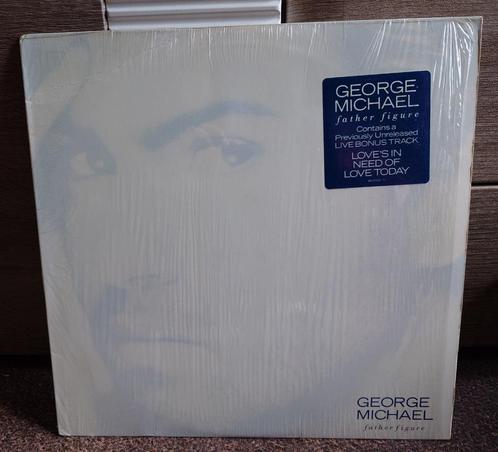 GEORGE
MICHAEL
father figure
Contains a
Previously Unreleased
LIVE BONUS TRACK
LOVE'S IN
NEED OF
LOVE TODAY
GEORGE
MICHAEL
father figure